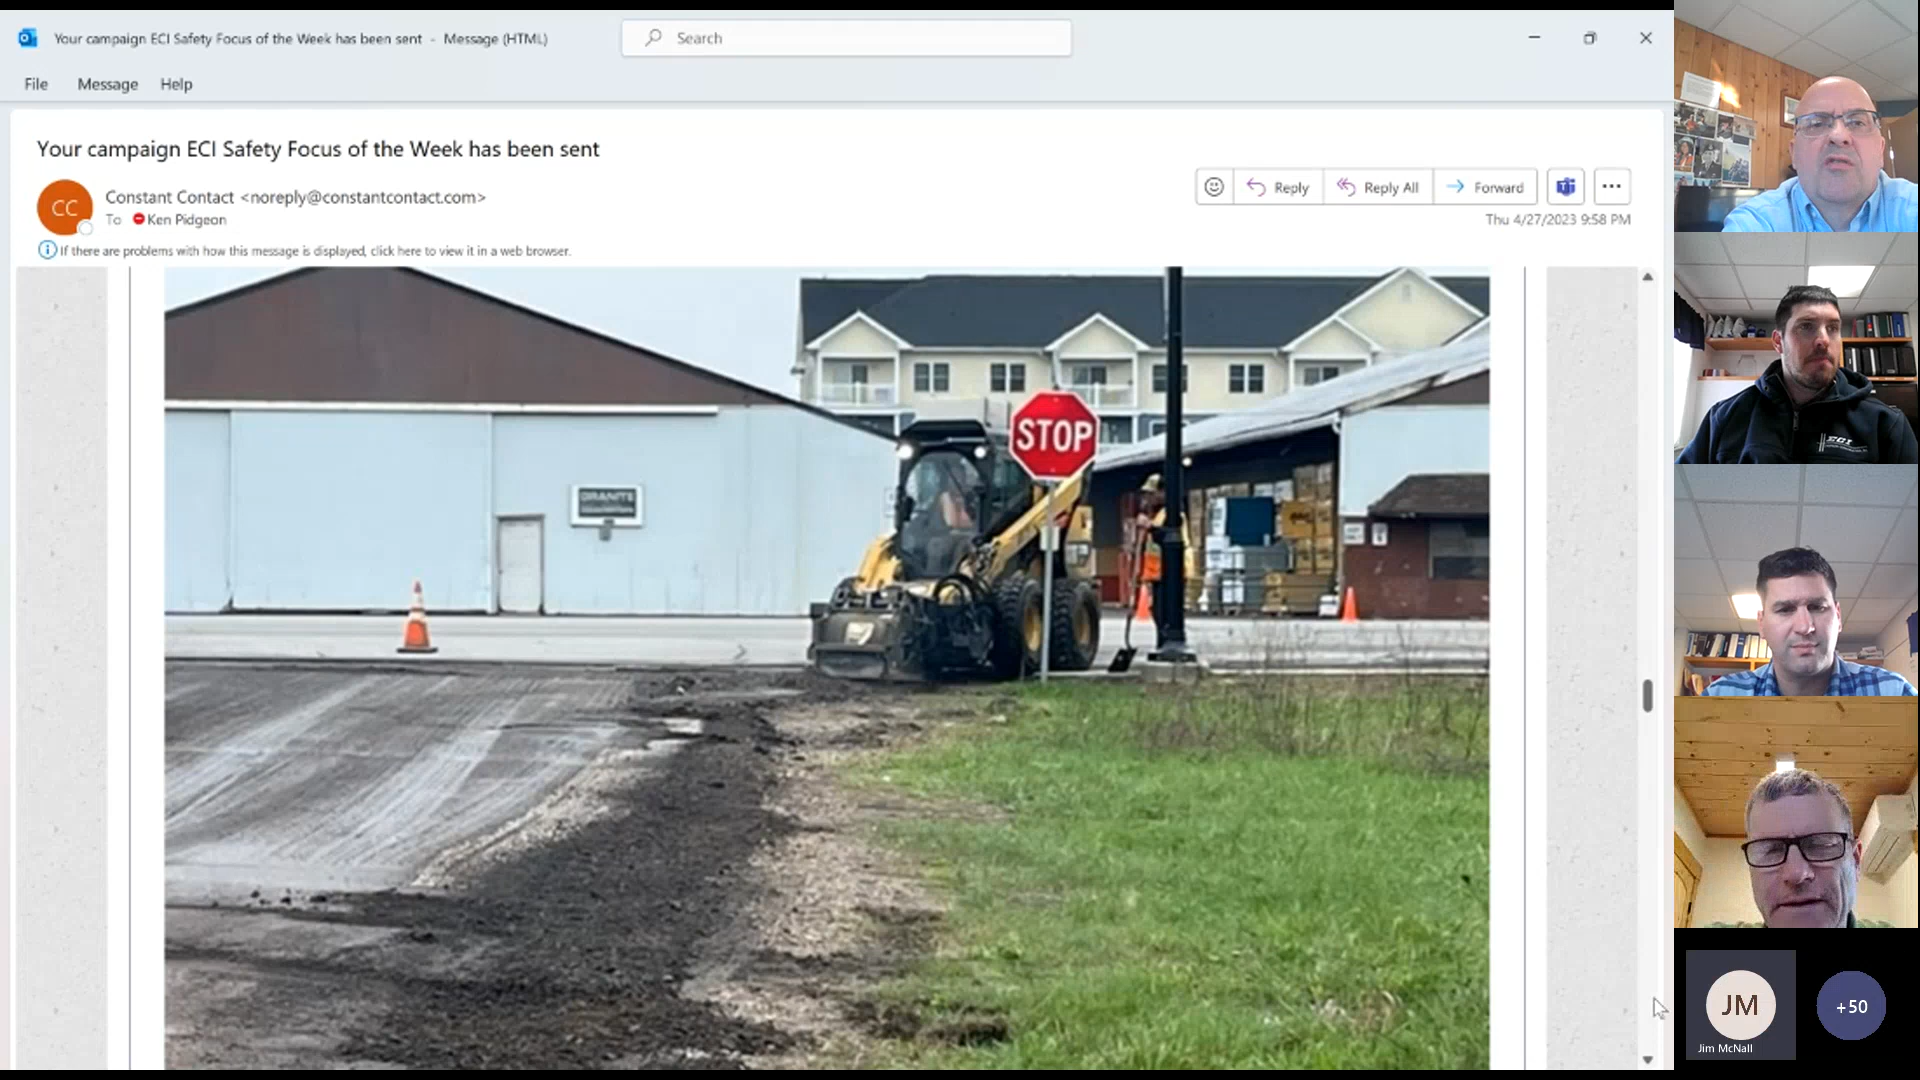 Your campaign ECI Safety Focus of the Week has been sent - Message (HTML)
Search
File Message Help
Your campaign ECI Safety Focus of the Week has been sent
CC
Constant Contact <noreply@constantcontact.com>
To Ken Pidgeon
Reply Reply All Forward
Thu 4/27/2023 9:58 PM
If there are problems with how this message is displayed, click here to view it in a web browser.
STOP
GRANITE
ECI
JM
+50
Jim McNall